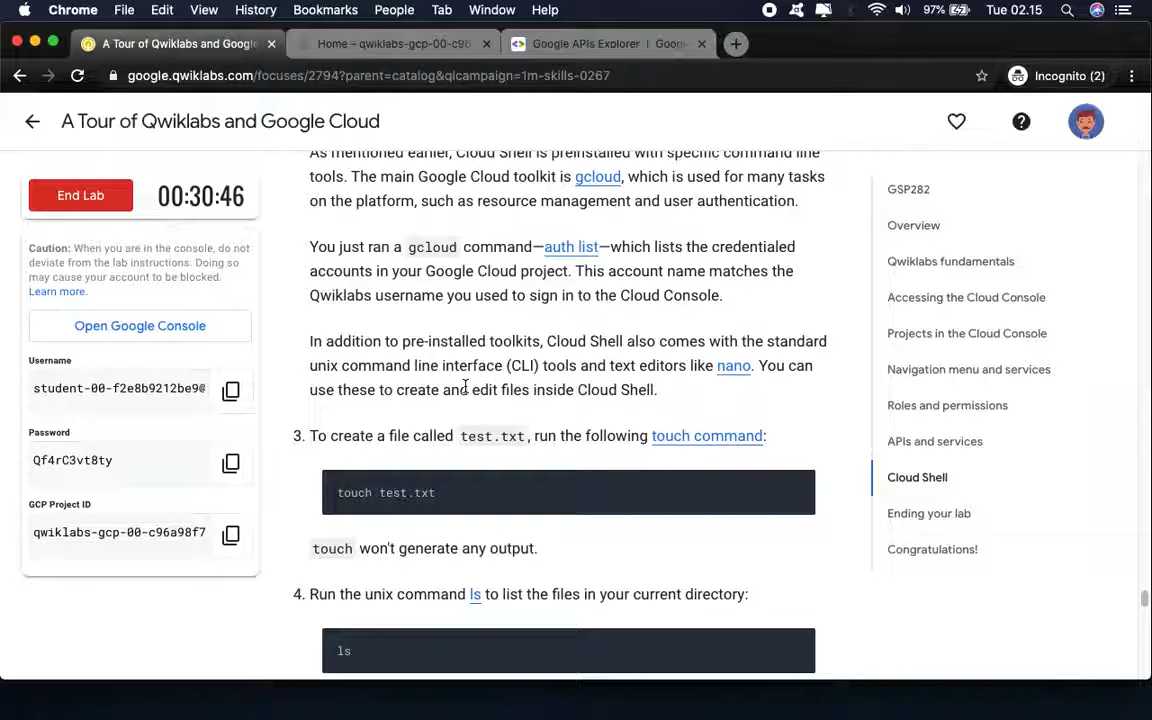 Chrome File Edit View History Bookmarks People Tab Window Help 97% Tue 02.15
A Tour of Qwiklabs and Google
Home – qwiklabs-gcp-00-c96
Google APIs Explorer | Goog
google.qwiklabs.com/focuses/2794?parent=catalog&qlcampaign=1m-skills-0267
Incognito (2)
A Tour of Qwiklabs and Google Cloud
End Lab
00:30:46
Caution: When you are in the console, do not
deviate from the lab instructions. Doing so
may cause your account to be blocked.
Learn more.
Open Google Console
Username
student-00-f2e8b9212be9@
Password
Qf4rC3vt8ty
GCP Project ID
qwiklabs-gcp-00-c96a98f7
As mentioned earlier, Cloud Shell is preinstalled with specific command line
tools. The main Google Cloud toolkit is gcloud, which is used for many tasks
on the platform, such as resource management and user authentication.
You just ran a gcloud command—auth list—which lists the credentialed
accounts in your Google Cloud project. This account name matches the
Qwiklabs username you used to sign in to the Cloud Console.
In addition to pre-installed toolkits, Cloud Shell also comes with the standard
unix command line interface (CLI) tools and text editors like nano. You can
use these to create and edit files inside Cloud Shell.
3. To create a file called test.txt, run the following touch command:
touch test.txt
touch won't generate any output.
4. Run the unix command ls to list the files in your current directory:
ls
GSP282
Overview
Qwiklabs fundamentals
Accessing the Cloud Console
Projects in the Cloud Console
Navigation menu and services
Roles and permissions
APIs and services
Cloud Shell
Ending your lab
Congratulations!